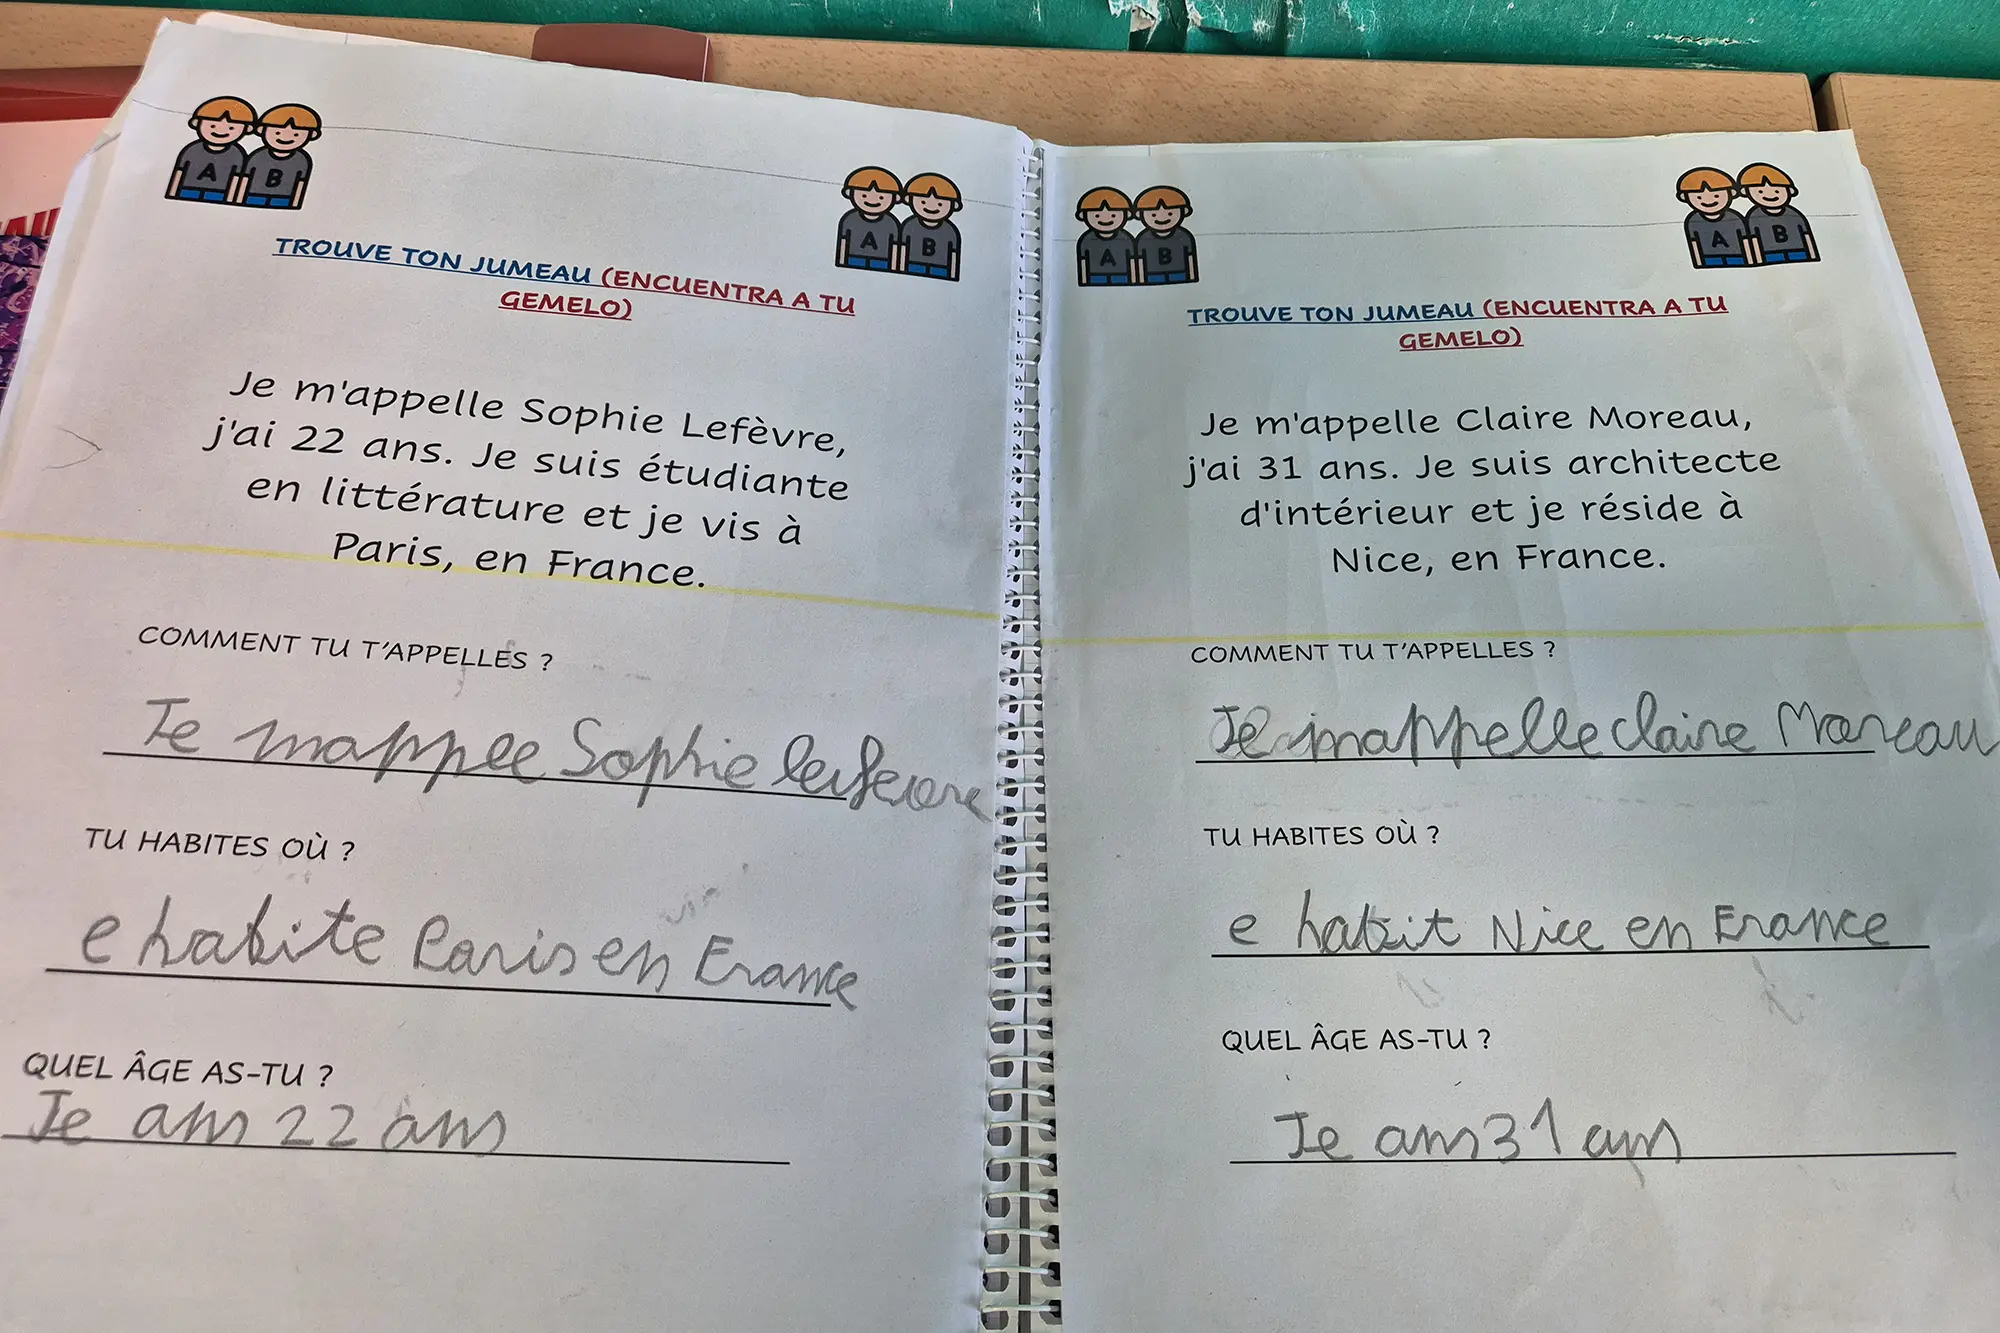 A B
A B
TROUVE TON JUMEAU (ENCUENTRA A TU
GEMELO)
Je m'appelle Sophie Lefèvre,
j'ai 22 ans. Je suis étudiante
en littérature et je vis à
Paris, en France.
COMMENT TU T'APPELLES ?
Je mappee Sophie
TU HABITES OÙ ?
e habite Paris en France
QUEL ÂGE AS-TU ?
Je ans 22 ans
A B
A B
TROUVE TON JUMEAU (ENCUENTRA A TU
GEMELO)
Je m'appelle Claire Moreau,
j'ai 31 ans. Je suis architecte
d'intérieur et je réside à
Nice, en France.
COMMENT TU T'APPELLES ?
Je mappelle claire Moreau
TU HABITES OÙ ?
e habit Nice en France
QUEL ÂGE AS-TU ?
Je ans 31 ans